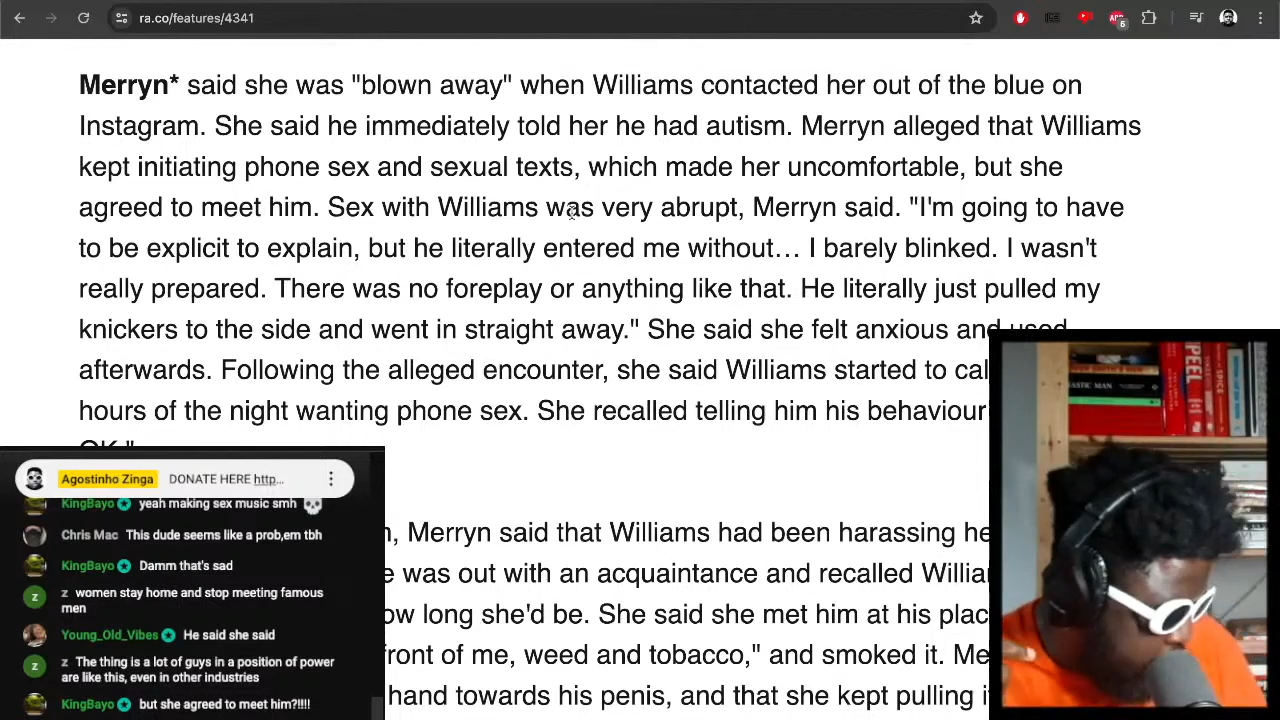 ra.co/features/4341
6
Merryn* said she was "blown away" when Williams contacted her out of the blue on
Instagram. She said he immediately told her he had autism. Merryn alleged that Williams
kept initiating phone sex and sexual texts, which made her uncomfortable, but she
agreed to meet him. Sex with Williams was very abrupt, Merryn said. "I'm going to have
to be explicit to explain, but he literally entered me without… I barely blinked. I wasn't
really prepared. There was no foreplay or anything like that. He literally just pulled my
knickers to the side and went in straight away." She said she felt anxious and used
afterwards. Following the alleged encounter, she said Williams started to cal
hours of the night wanting phone sex. She recalled telling him his behaviour
OK."
Merryn said that Williams had been harassing he
was out with an acquaintance and recalled Willia
long she'd be. She said she met him at his plac
front of me, weed and tobacco," and smoked it. Me
hand towards his penis, and that she kept pulling i
Agostinho Zinga DONATE HERE http...
KingBayo yeah making sex music smh
Chris Mac This dude seems like a prob,em tbh
KingBayo Damm that's sad
z women stay home and stop meeting famous
men
Young_Old_Vibes He said she said
z The thing is a lot of guys in a position of power
are like this, even in other industries
KingBayo but she agreed to meet him?!!!!